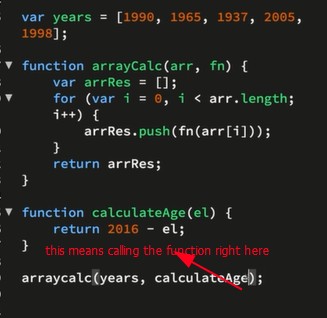 var years = [1990, 1965, 1937, 2005,
1998];
function arrayCalc(arr, fn) {
var arrRes = [];
for (var i = 0, i < arr.length;
i++) {
arrRes.push(fn(arr[i]));
}
return arrRes;
}
function calculateAge(el) {
return 2016 - el;
}
this means calling the function right here
arraycalc(years, calculateAge);